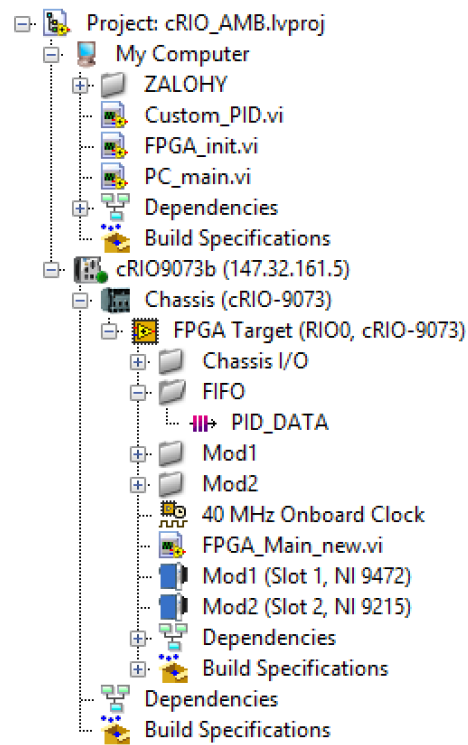 Project: cRIO_AMB.lvproj
My Computer
ZALOHY
Custom_PID.vi
FPGA_init.vi
PC_main.vi
Dependencies
Build Specifications
cRIO9073b (147.32.161.5)
Chassis (cRIO-9073)
FPGA Target (RIO0, cRIO-9073)
Chassis I/O
FIFO
PID_DATA
Mod1
Mod2
40 MHz Onboard Clock
FPGA_Main_new.vi
Mod1 (Slot 1, NI 9472)
Mod2 (Slot 2, NI 9215)
Dependencies
Build Specifications
Dependencies
Build Specifications